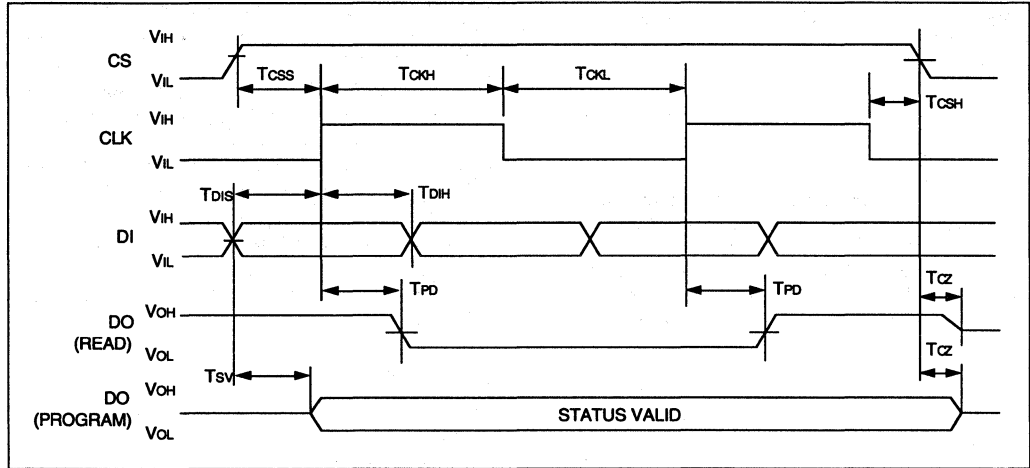 VIH
CS
VIL
TCSS
TCKH
TCKL
TCSH
VIH
CLK
VIL
TDIS
TDIH
VIH
DI
VIL
TPD
TPD
TCZ
VOH
DO
(READ)
VOL
TSV
TCZ
VOH
DO
(PROGRAM)
VOL
STATUS VALID